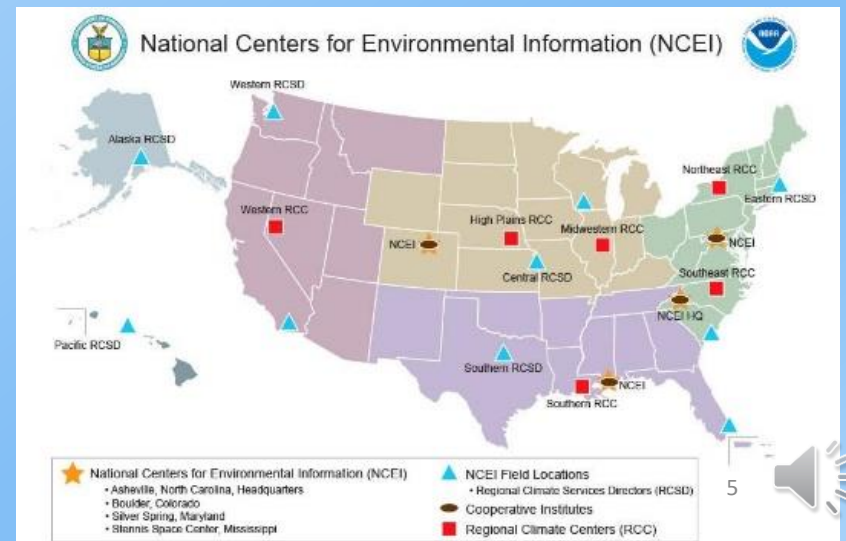 National Centers for Environmental Information (NCEI)
NOAA
Western RCSD
Alaska RCSD
Northeast RCC
Eastern RCSD
Western RCC
High Plains RCC
Midwestern RCC
NCEI
NCEI
Central RCSD
Southeast RCC
NCEI HQ
Pacific RCSD
Southern RCSD
NCEI
Southern RCC
National Centers for Environmental Information (NCEI)
• Asheville, North Carolina, Headquarters
• Boulder, Colorado
• Silver Spring, Maryland
• Stennis Space Center, Mississippi
NCEI Field Locations
• Regional Climate Services Directors (RCSD)
Cooperative Institutes
Regional Climate Centers (RCC)
5